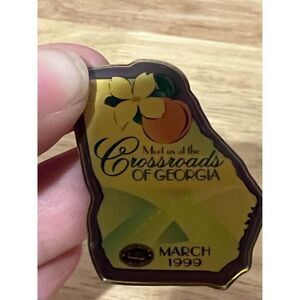 Meet us at the
Crossroads
OF GEORGIA
MARCH
1999